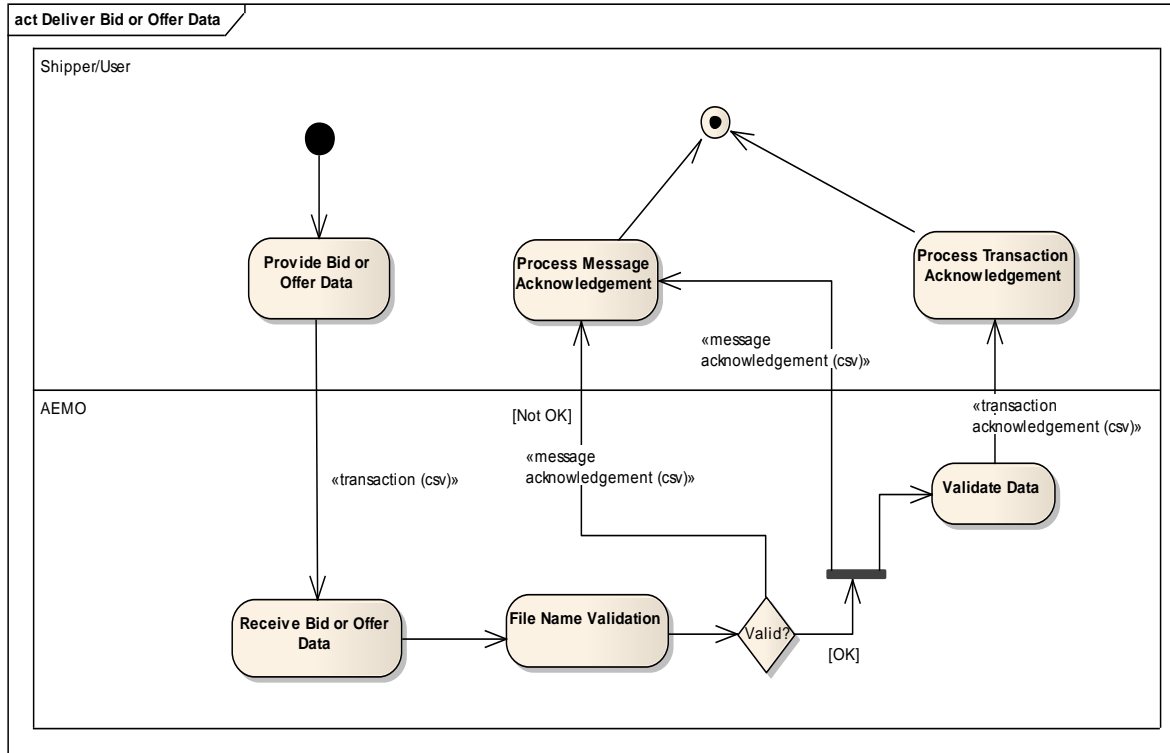 act Deliver Bid or Offer Data
Shipper/User
Provide Bid or
Offer Data
Process Message
Acknowledgement
Process Transaction
Acknowledgement
«message
acknowledgement (csv)»
AEMO
[Not OK]
«transaction
acknowledgement (csv)»
«message
acknowledgement (csv)»
«transaction (csv)»
Validate Data
Receive Bid or Offer
Data
File Name Validation
Valid?
[OK]